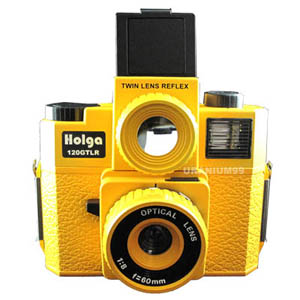 TWIN LENS REFLEX
Holga
120GTLR
URANIUM99
OPTICAL LENS
1:8 f=60mm